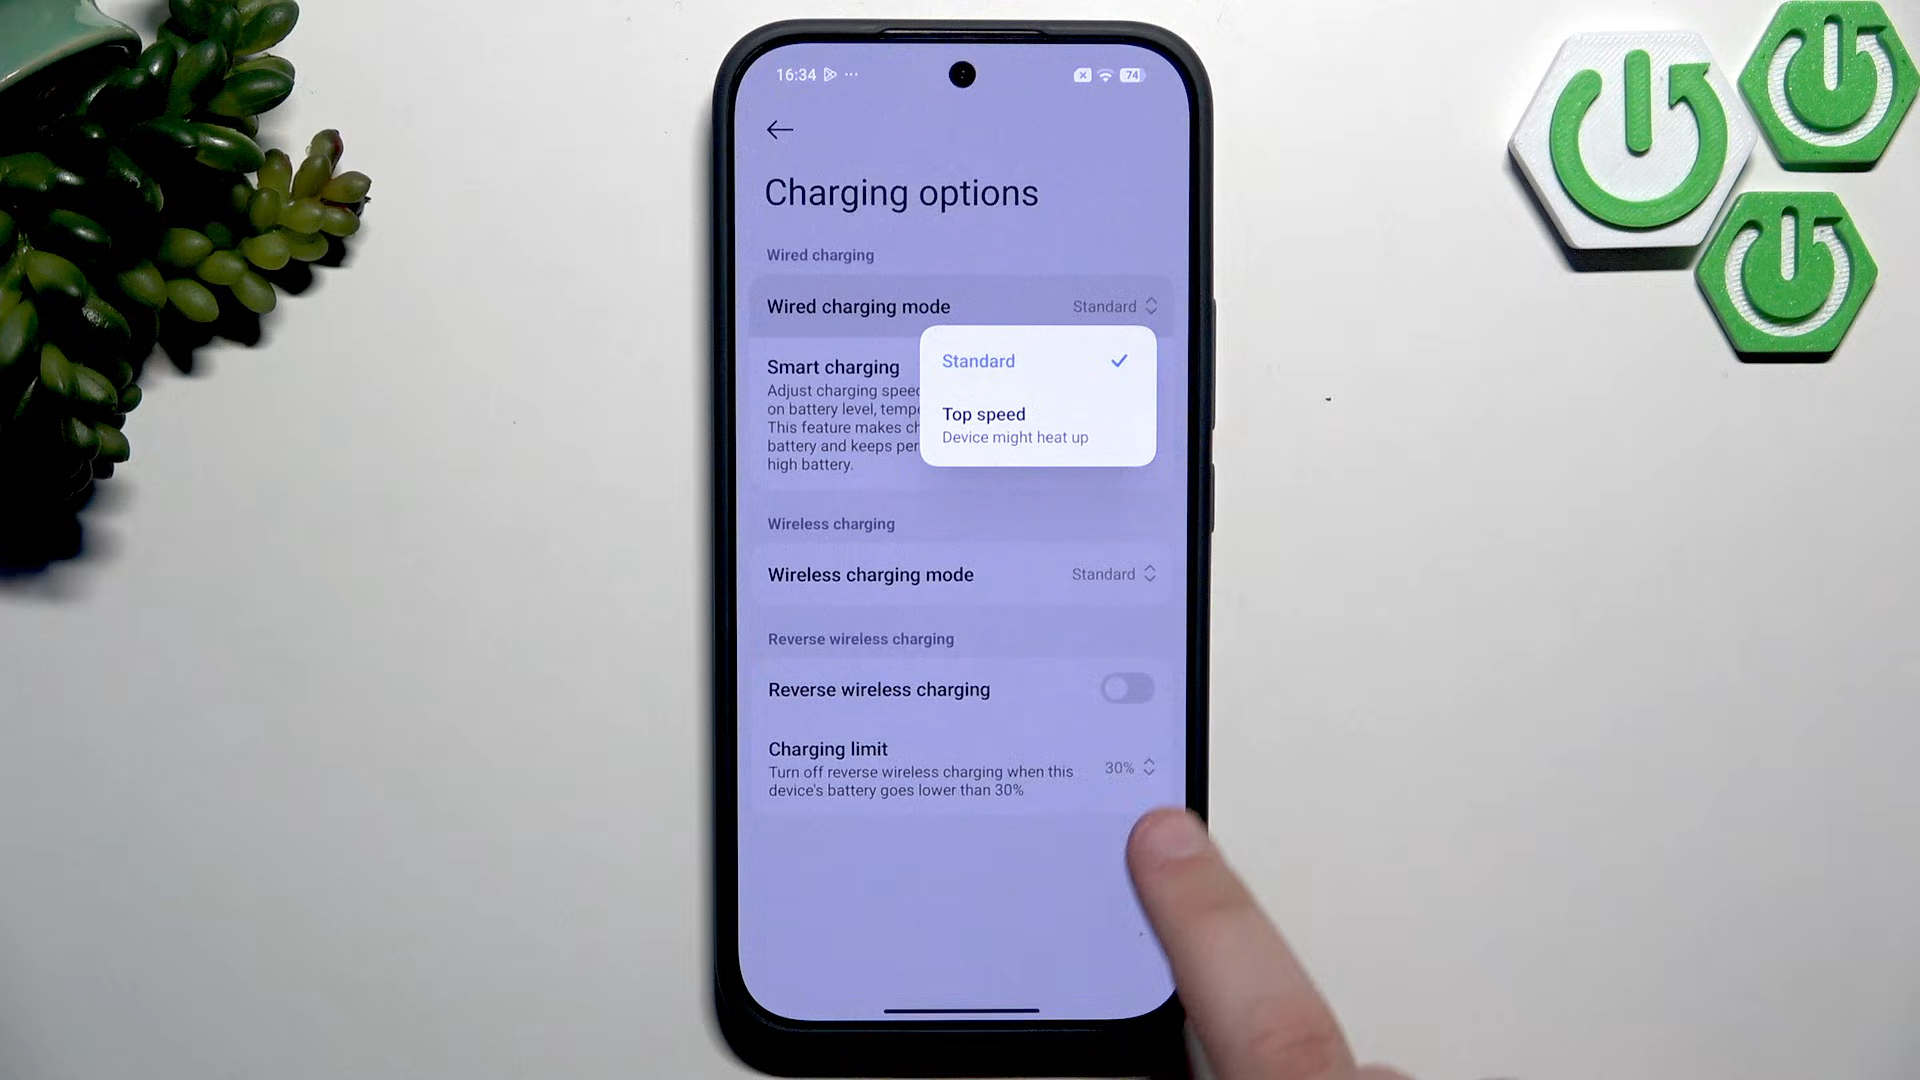 16:34 74
Charging options
Wired charging
Wired charging mode Standard
Standard
Smart charging
Adjust charging speed
on battery level, tempe
Top speed
This feature makes ch
Device might heat up
battery and keeps per
high battery.
Wireless charging
Wireless charging mode Standard
Reverse wireless charging
Reverse wireless charging
Charging limit
Turn off reverse wireless charging when this
device's battery goes lower than 30%
30%